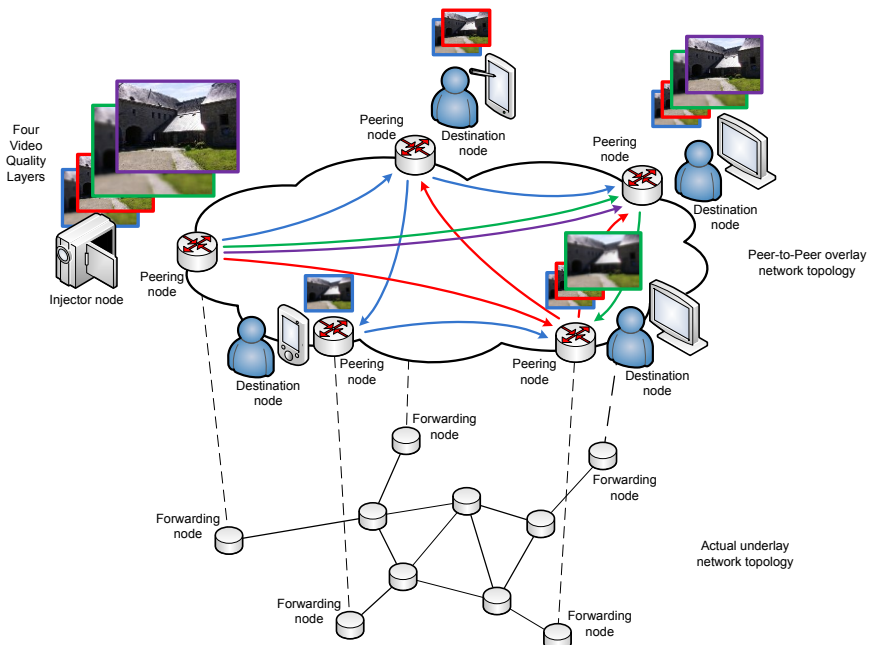 Four
Video
Quality
Layers
Injector node
Peering
node
Peering
node
Destination
node
Peering
node
Destination
node
Peer-to-Peer overlay
network topology
Destination
node
Peering
node
Peering
node
Destination
node
Forwarding
node
Forwarding
node
Forwarding
node
Forwarding
node
Forwarding
node
Actual underlay
network topology